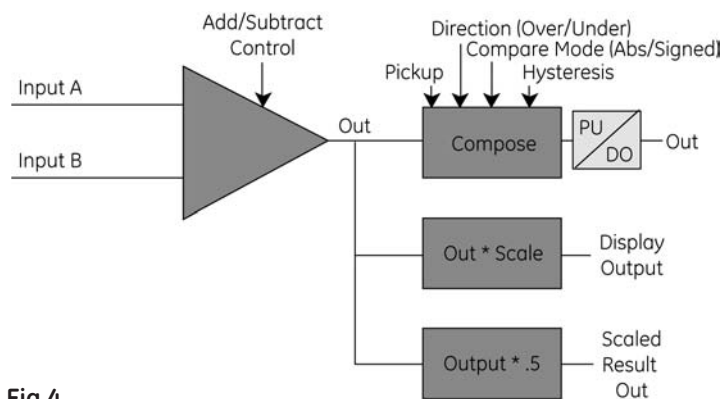 Add/Subtract
Control
Direction (Over/Under)
Compare Mode (Abs/Signed)
Pickup
Hysteresis
Input A
Input B
Out
Compose
PU
DO
Out
Out * Scale
Display
Output
Output * .5
Scaled
Result
Out
Fig 4